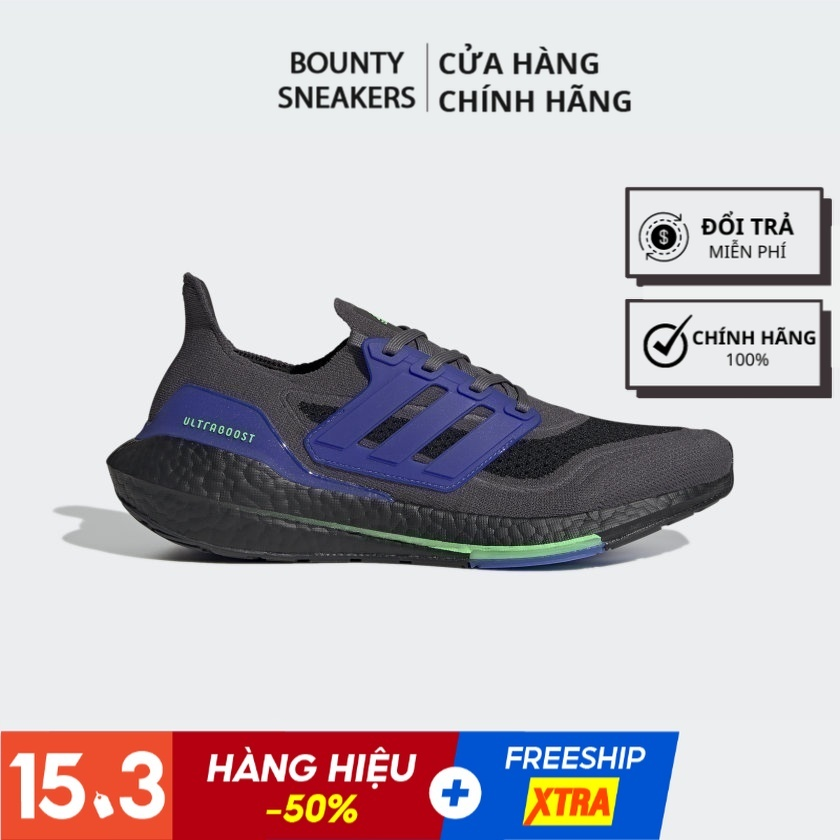 BOUNTY
SNEAKERS
CỬA HÀNG
CHÍNH HÃNG
ĐỔI TRẢ
MIỄN PHÍ
$
CHÍNH HÃNG
100%
ULTRABOOST
15.3
HÀNG HIỆU
-50%
+
FREESHIP
XTRA